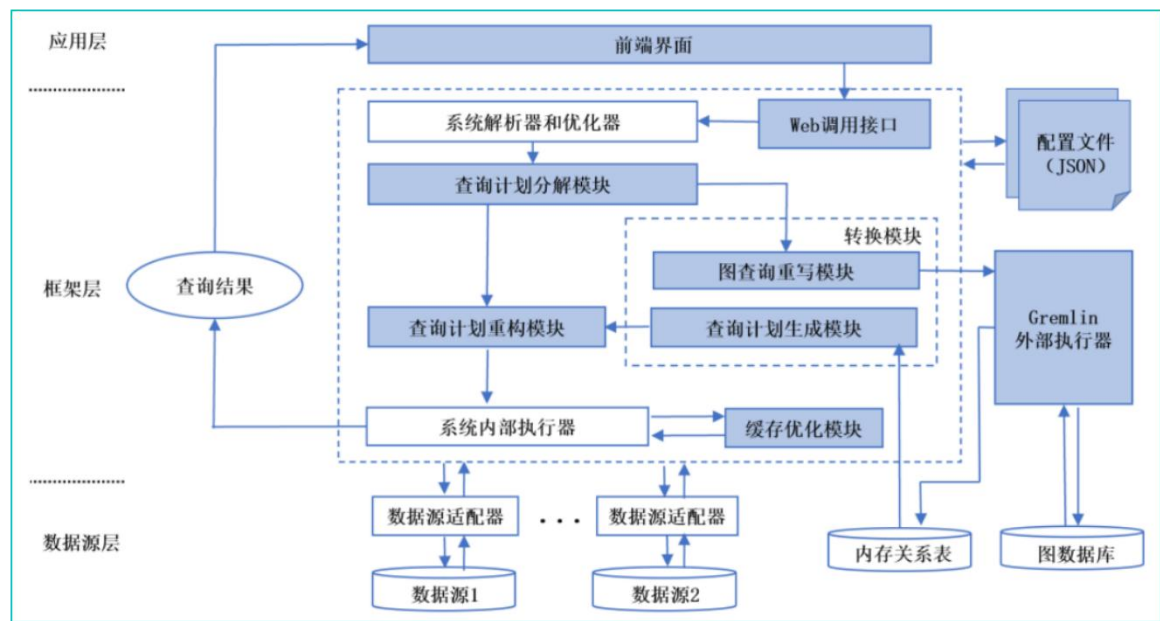 应用层
前端界面
系统解析器和优化器
Web调用接口
配置文件
（JSON）
查询计划分解模块
转换模块
框架层
查询结果
图查询重写模块
查询计划重构模块
查询计划生成模块
Gremlin
外部执行器
系统内部执行器
缓存优化模块
数据源层
数据源适配器
...
数据源适配器
内存关系表
图数据库
数据源1
数据源2